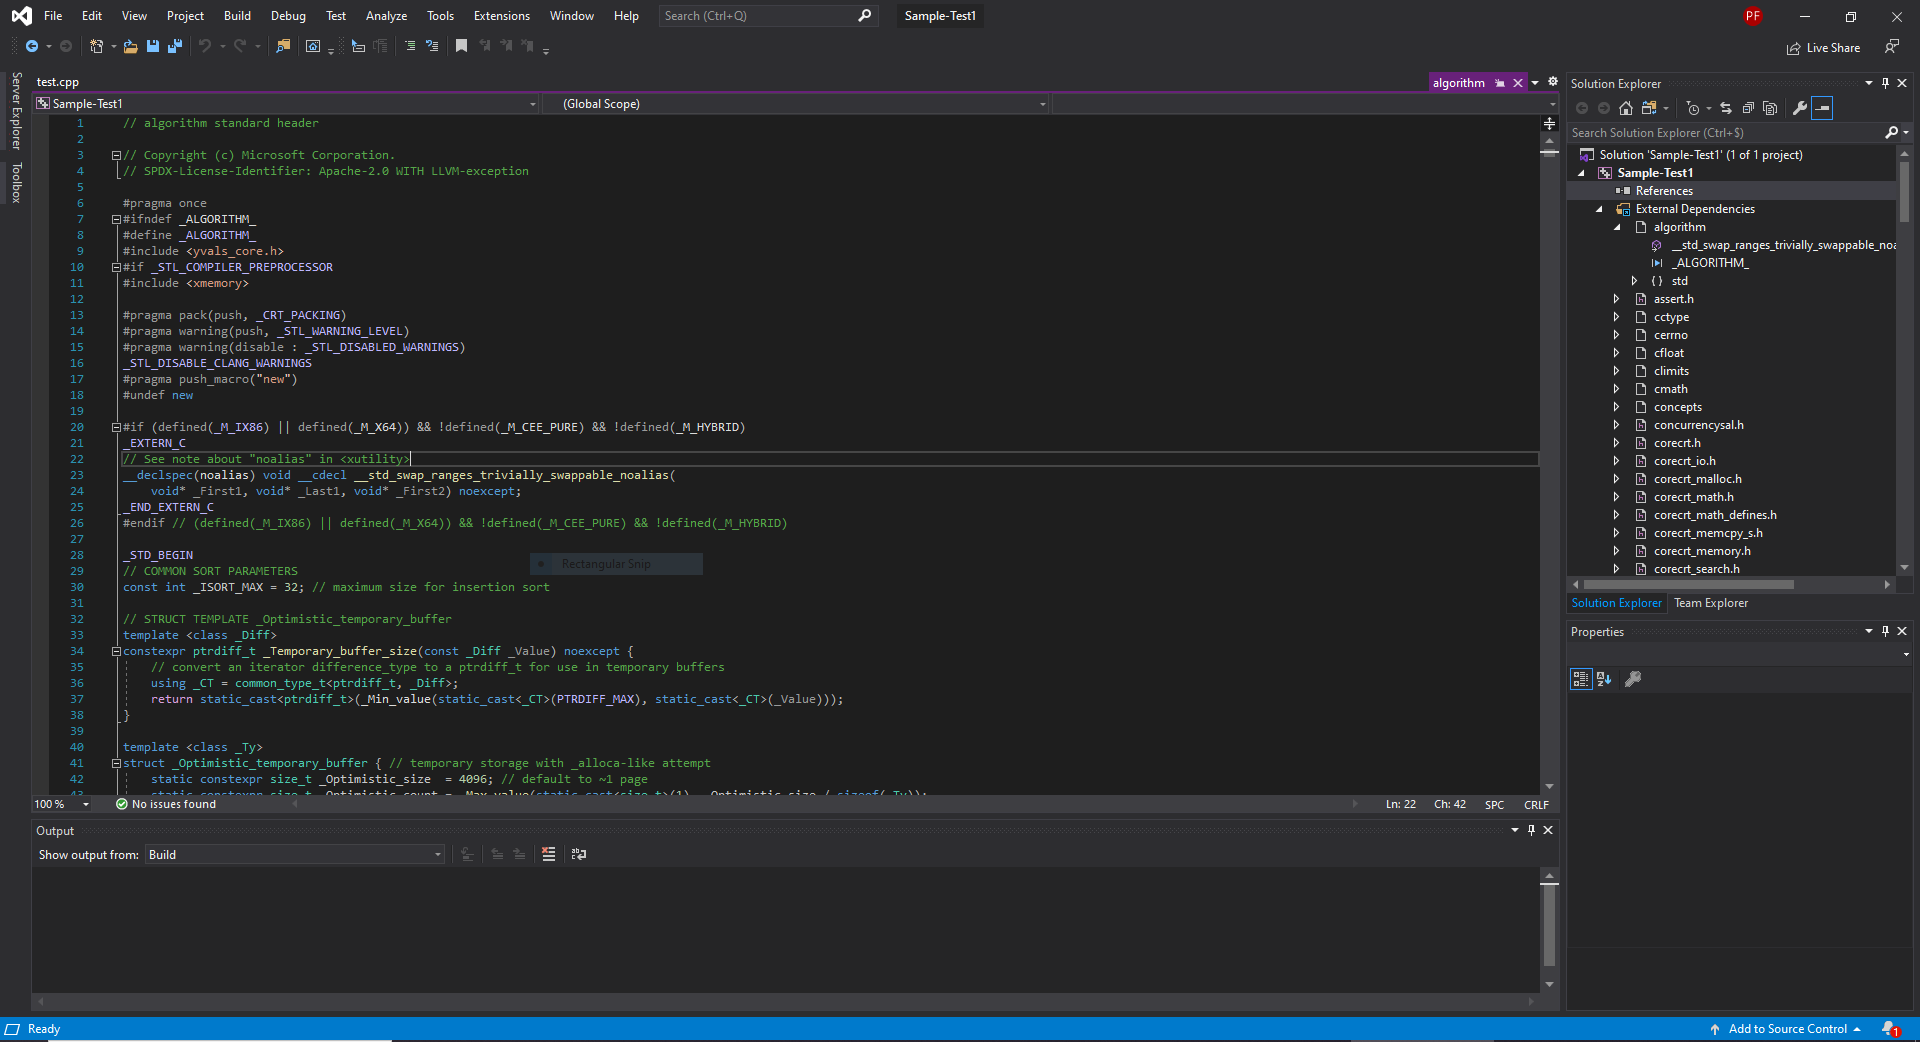 File Edit View Project Build Debug Test Analyze Tools Extensions Window Help Search (Ctrl+Q) Sample-Test1 PF
Live Share
Server Explorer
Toolbox
test.cpp algorithm
Sample-Test1 (Global Scope)
1 // algorithm standard header
2
3 // Copyright (c) Microsoft Corporation.
4 // SPDX-License-Identifier: Apache-2.0 WITH LLVM-exception
5
6 #pragma once
7 #ifndef _ALGORITHM_
8 #define _ALGORITHM_
9 #include <yvals_core.h>
10 #if _STL_COMPILER_PREPROCESSOR
11 #include <xmemory>
12
13 #pragma pack(push, _CRT_PACKING)
14 #pragma warning(push, _STL_WARNING_LEVEL)
15 #pragma warning(disable : _STL_DISABLED_WARNINGS)
16 _STL_DISABLE_CLANG_WARNINGS
17 #pragma push_macro("new")
18 #undef new
19
20 #if (defined(_M_IX86) || defined(_M_X64)) && !defined(_M_CEE_PURE) && !defined(_M_HYBRID)
21 _EXTERN_C
22 // See note about "noalias" in <xutility>
23 __declspec(noalias) void __cdecl __std_swap_ranges_trivially_swappable_noalias(
24 void* _First1, void* _Last1, void* _First2) noexcept;
25 _END_EXTERN_C
26 #endif // (defined(_M_IX86) || defined(_M_X64)) && !defined(_M_CEE_PURE) && !defined(_M_HYBRID)
27
28 _STD_BEGIN
29 // COMMON SORT PARAMETERS
Rectangular Snip
30 const int _ISORT_MAX = 32; // maximum size for insertion sort
31
32 // STRUCT TEMPLATE _Optimistic_temporary_buffer
33 template <class _Diff>
34 constexpr ptrdiff_t _Temporary_buffer_size(const _Diff _Value) noexcept {
35 // convert an iterator difference_type to a ptrdiff_t for use in temporary buffers
36 using _CT = common_type_t<ptrdiff_t, _Diff>;
37 return static_cast<ptrdiff_t>(_Min_value(static_cast<_CT>(PTRDIFF_MAX), static_cast<_CT>(_Value)));
38 }
39
40 template <class _Ty>
41 struct _Optimistic_temporary_buffer { // temporary storage with _alloca-like attempt
42 static constexpr size_t _Optimistic_size = 4096; // default to ~1 page
43 static constexpr size_t _Optimistic_count = _Max_value(static_cast<size_t>(1), _Optimistic_size / sizeof(_Ty));
100 % No issues found Ln: 22 Ch: 42 SPC CRLF
Output
Show output from: Build
Solution Explorer
Search Solution Explorer (Ctrl+$)
Solution 'Sample-Test1' (1 of 1 project)
Sample-Test1
References
External Dependencies
algorithm
__std_swap_ranges_trivially_swappable_noa
_ALGORITHM_
{} std
assert.h
cctype
cerrno
cfloat
climits
cmath
concepts
concurrencysal.h
corecrt.h
corecrt_io.h
corecrt_malloc.h
corecrt_math.h
corecrt_math_defines.h
corecrt_memcpy_s.h
corecrt_memory.h
corecrt_search.h
Solution Explorer Team Explorer
Properties
Ready Add to Source Control 1